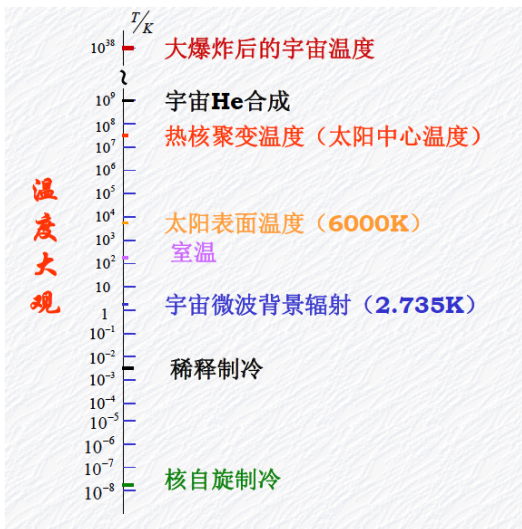 T/K
10³⁸ 大爆炸后的宇宙温度
10⁹ 宇宙He合成
10⁸
热核聚变温度（太阳中心温度）
10⁷
10⁶
10⁵
10⁴
太阳表面温度（6000K）
10³
室温
10²
10
宇宙微波背景辐射（2.735K）
1
10⁻¹
10⁻²
稀释制冷
10⁻³
10⁻⁴
10⁻⁵
10⁻⁶
10⁻⁷
核自旋制冷
10⁻⁸
温度大观